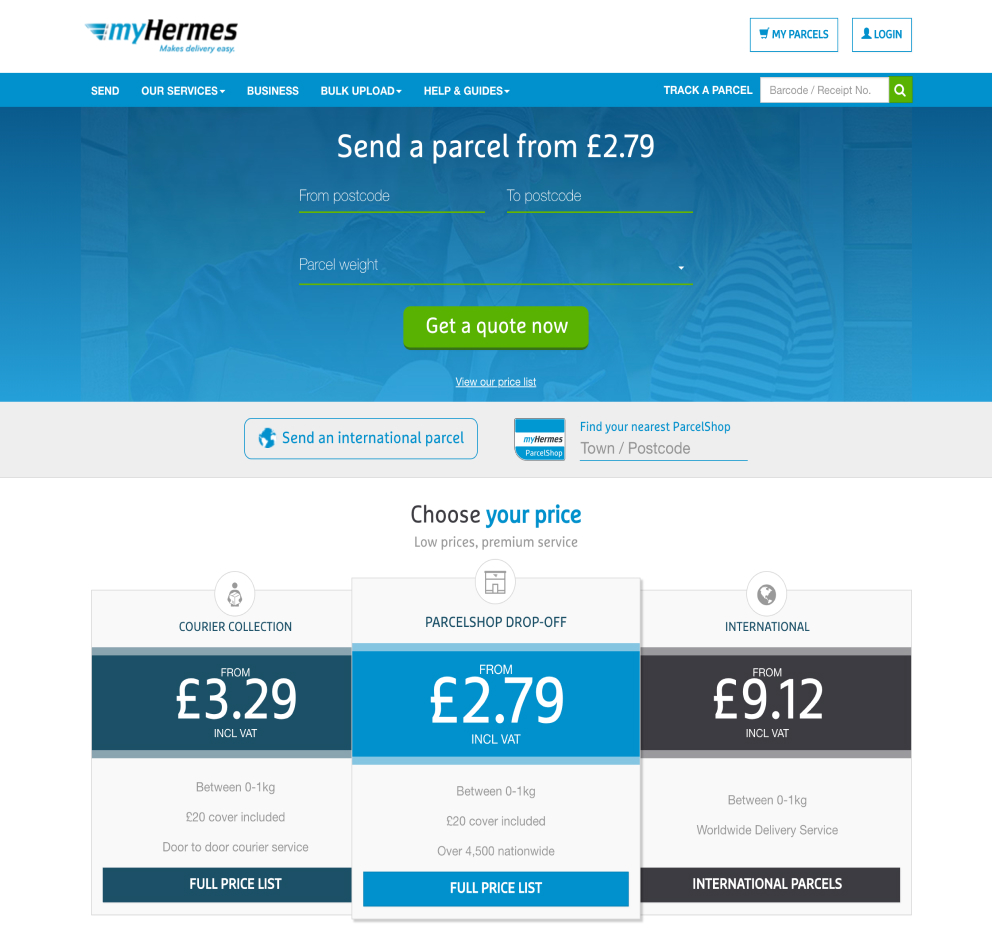 myHermes
Makes delivery easy.
MY PARCELS
LOGIN
SEND OUR SERVICES BUSINESS BULK UPLOAD HELP & GUIDES TRACK A PARCEL Barcode / Receipt No.
Send a parcel from £2.79
From postcode To postcode
Parcel weight
Get a quote now
View our price list
Send an international parcel
myHermes
ParcelShop
Find your nearest ParcelShop
Town / Postcode
Choose your price
Low prices, premium service
COURIER COLLECTION
FROM
£3.29
INCL VAT
Between 0-1kg
£20 cover included
Door to door courier service
FULL PRICE LIST
PARCELSHOP DROP-OFF
FROM
£2.79
INCL VAT
Between 0-1kg
£20 cover included
Over 4,500 nationwide
FULL PRICE LIST
INTERNATIONAL
FROM
£9.12
INCL VAT
Between 0-1kg
Worldwide Delivery Service
INTERNATIONAL PARCELS